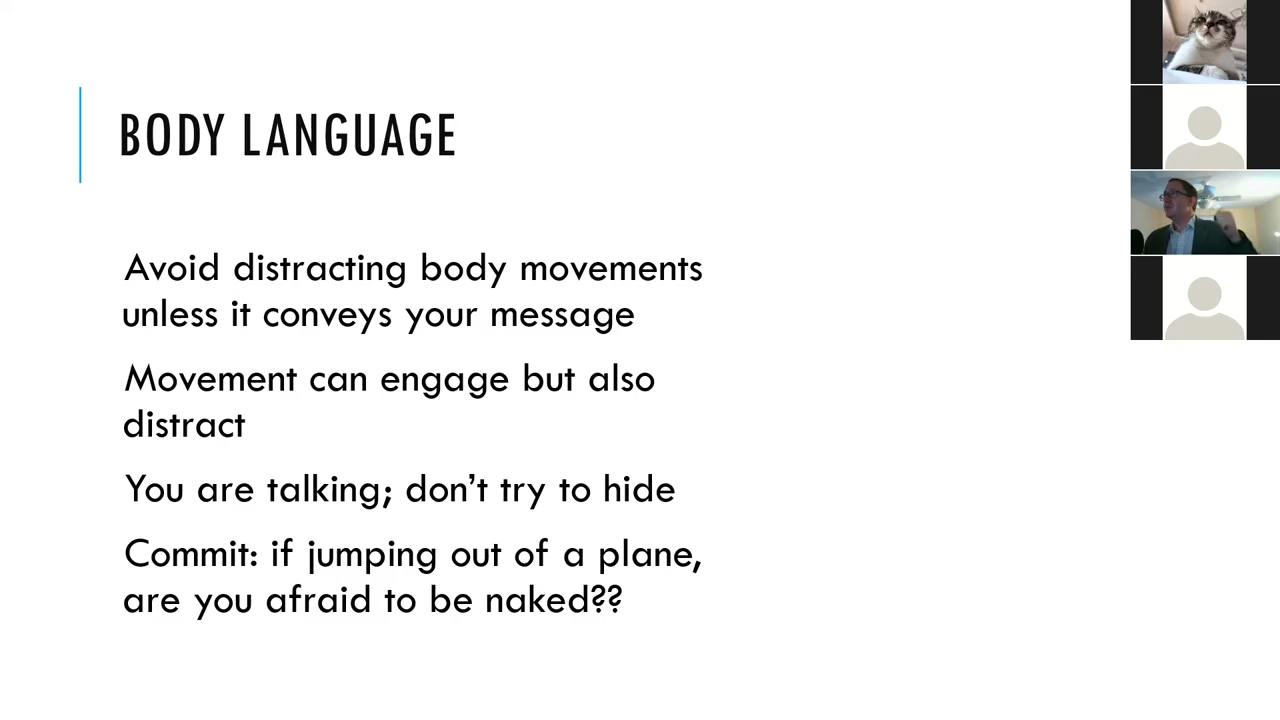 BODY LANGUAGE
Avoid distracting body movements
unless it conveys your message
Movement can engage but also
distract
You are talking; don’t try to hide
Commit: if jumping out of a plane,
are you afraid to be naked??